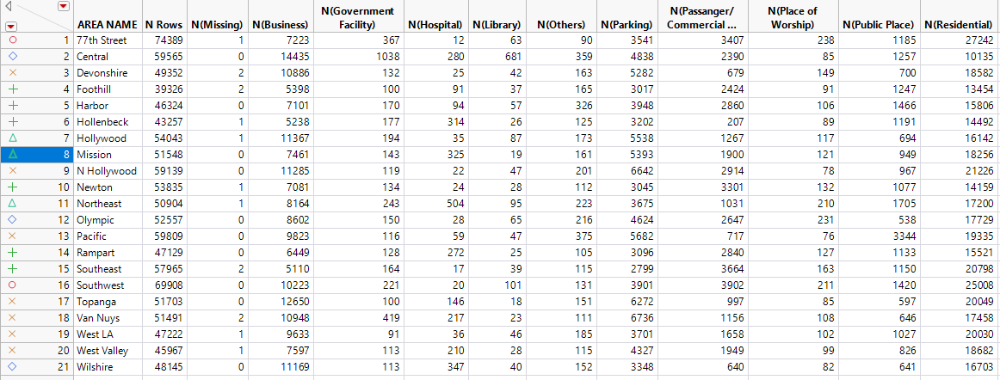 AREA NAME N Rows N(Missing) N(Business) N(Government Facility) N(Hospital) N(Library) N(Others) N(Parking) N(Passanger/ Commercial ... N(Place of Worship) N(Public Place) N(Residential)
1 77th Street 74389 1 7223 367 12 63 90 3541 3407 238 1185 27242
2 Central 59565 0 14435 1038 280 681 359 4838 2390 85 1257 10135
3 Devonshire 49352 2 10886 132 25 42 163 5282 679 149 700 18582
4 Foothill 39326 2 5398 100 91 37 165 3017 2424 91 1247 13454
5 Harbor 46324 0 7101 170 94 57 326 3948 2860 106 1466 15806
6 Hollenbeck 43257 1 5238 177 314 26 125 3202 207 89 1191 14492
7 Hollywood 54043 1 11367 194 35 87 173 5538 1267 117 694 16142
8 Mission 51548 0 7461 143 325 19 161 5393 1900 121 949 18256
9 N Hollywood 59139 0 11285 119 22 47 201 6642 2914 78 967 21226
10 Newton 53835 1 7081 134 24 28 112 3045 3301 132 1077 14159
11 Northeast 50904 1 8164 243 504 95 223 3675 1031 210 1705 17200
12 Olympic 52557 0 8602 150 28 65 216 4624 2647 231 538 17729
13 Pacific 59809 0 9823 116 59 47 375 5682 717 76 3344 19335
14 Rampart 47129 0 6449 128 272 25 105 3096 2840 127 1133 15521
15 Southeast 57965 2 5110 164 17 39 115 2799 3664 163 1150 20798
16 Southwest 69908 0 10223 221 20 101 131 3901 3902 211 1420 25008
17 Topanga 51703 0 12650 100 146 18 151 6272 997 85 597 20049
18 Van Nuys 51491 2 10948 419 217 23 111 6736 1156 108 646 17458
19 West LA 47222 1 9633 91 36 46 185 3701 1658 102 1027 20030
20 West Valley 45967 1 7597 113 210 28 115 4327 1949 99 826 18682
21 Wilshire 48145 0 11169 113 347 40 152 3348 640 82 641 16703